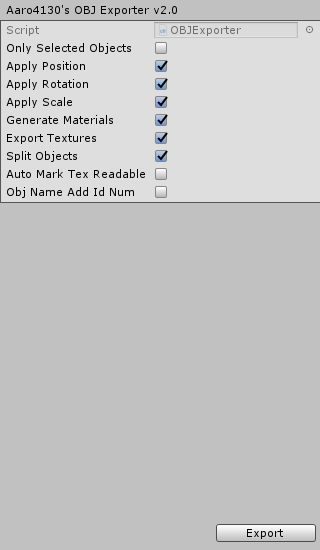 Aaro4130's OBJ Exporter v2.0
Script OBJExporter
Only Selected Objects
Apply Position
Apply Rotation
Apply Scale
Generate Materials
Export Textures
Split Objects
Auto Mark Tex Readable
Obj Name Add Id Num
Export